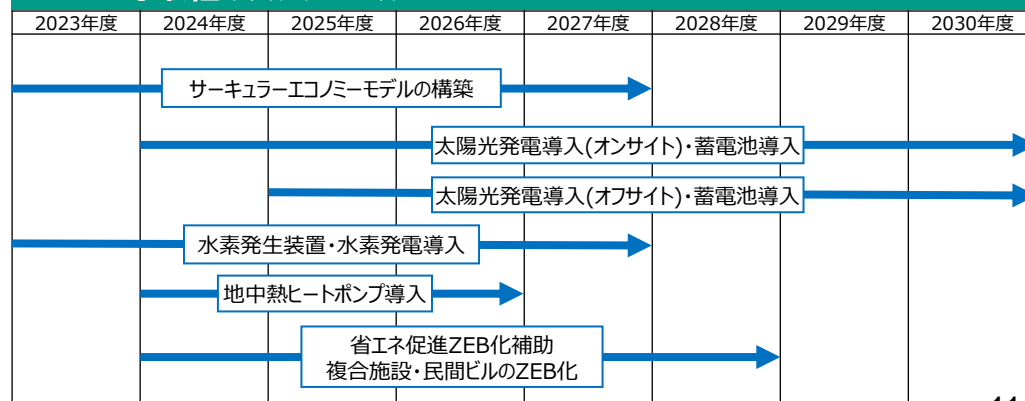 2023年度 2024年度 2025年度 2026年度 2027年度 2028年度 2029年度 2030年度
サーキュラーエコノミーモデルの構築
太陽光発電導入(オンサイト)・蓄電池導入
太陽光発電導入(オフサイト)・蓄電池導入
水素発生装置・水素発電導入
地中熱ヒートポンプ導入
省エネ促進ZEB化補助
複合施設・民間ビルのZEB化